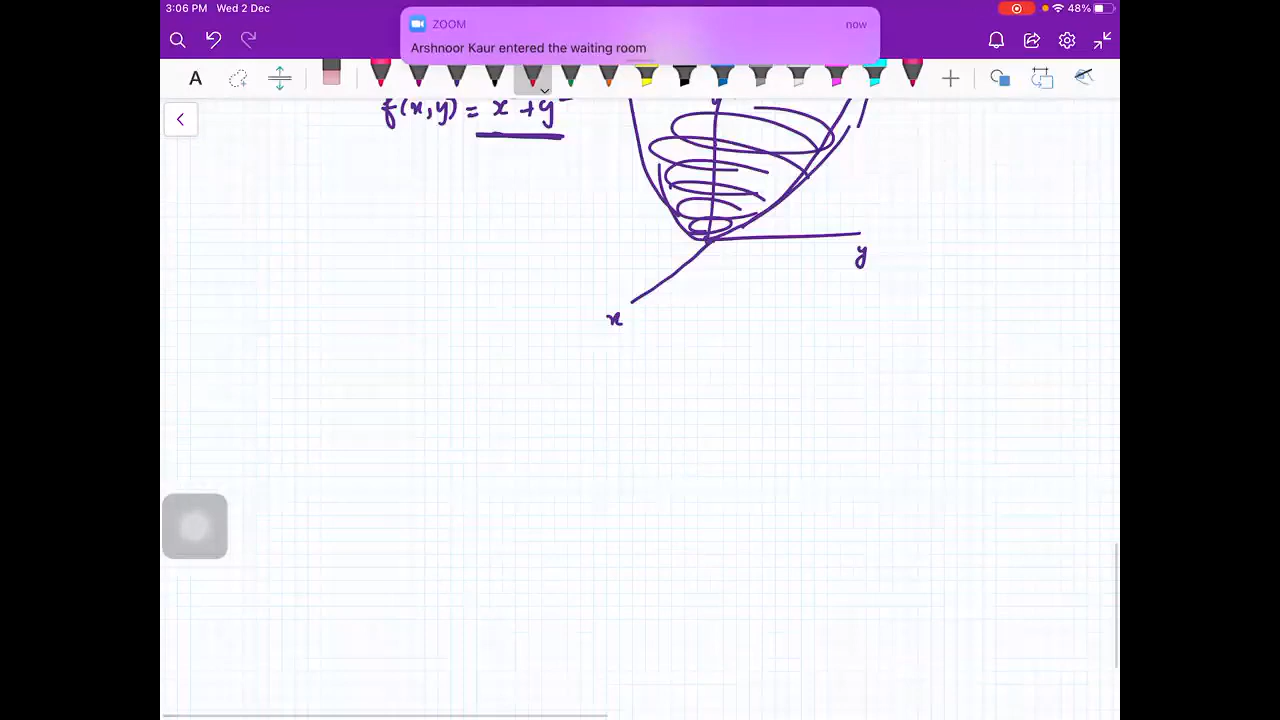 3:06 PM Wed 2 Dec
48%
ZOOM
now
Arshnoor Kaur entered the waiting room
A
f(x,y) = x + y
y
x